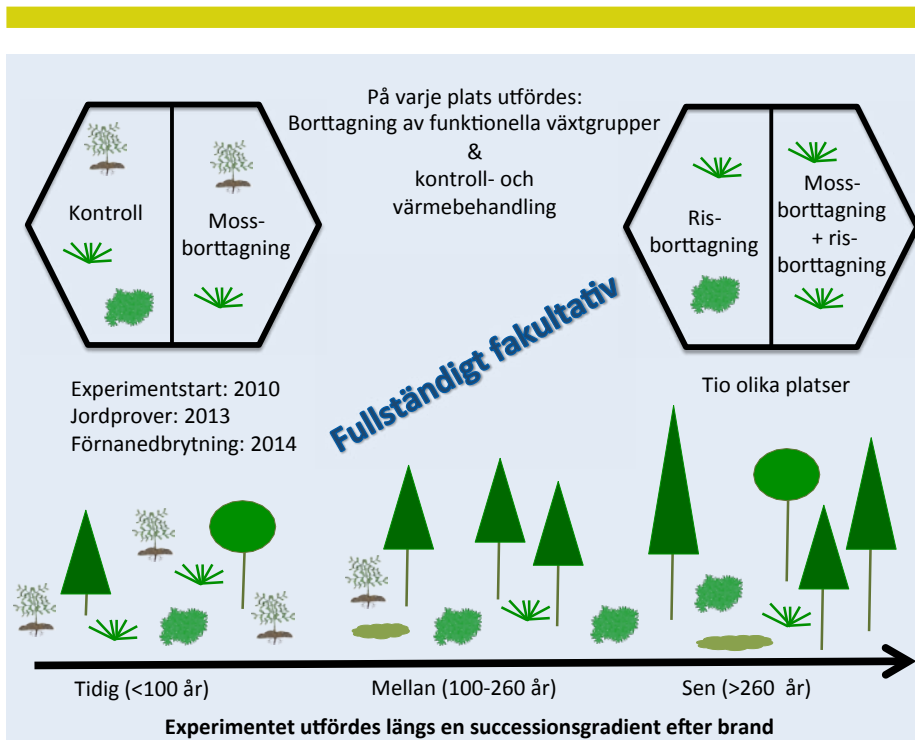 På varje plats utfördes:
Borttagning av funktionella växtgrupper
&
kontroll- och
värmebehandling
Kontroll
Moss-
borttagning
Ris-
borttagning
Moss-
borttagning
+ ris-
borttagning
Fullständigt fakultativ
Experimentstart: 2010
Jordprover: 2013
Förnanedbrytning: 2014
Tio olika platser
Tidig (<100 år)
Mellan (100-260 år)
Sen (>260 år)
Experimentet utfördes längs en successionsgradient efter brand